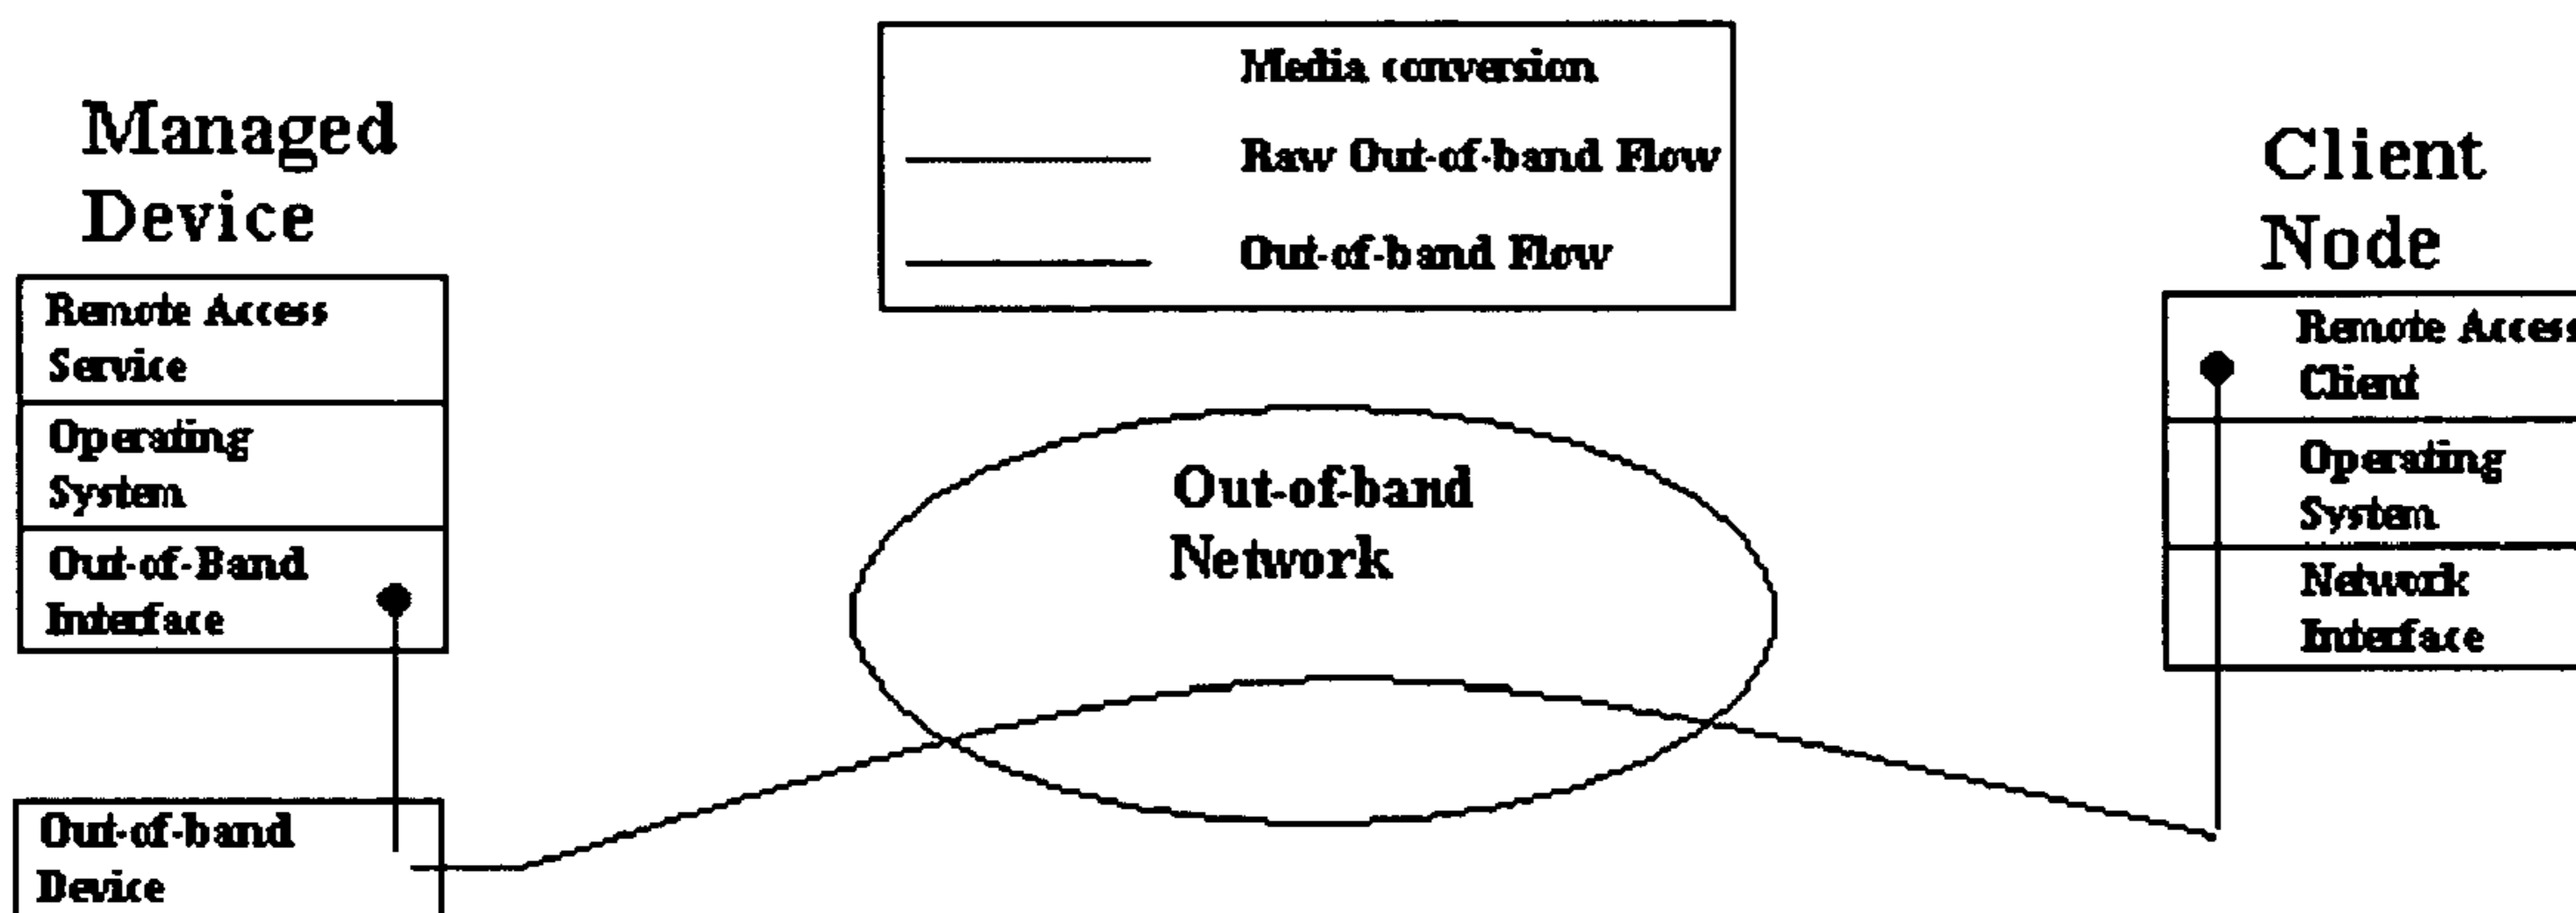 Media conversion
Raw Out-of-band Flow
Out-of-band Flow
Managed
Device
Remote Access
Service
Operating
System
Out-of-Band
Interface
Out-of-band
Device
Out-of-band
Network
Client
Node
Remote Access
Client
Operating
System
Network
Interface